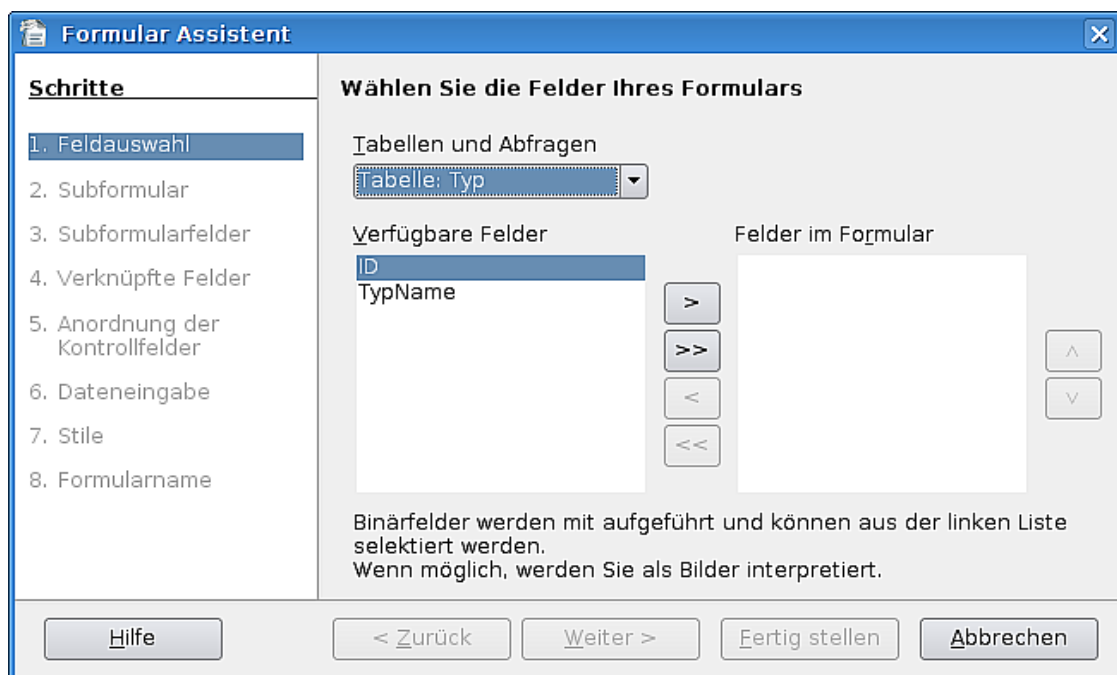 Formular Assistent
Schritte
1. Feldauswahl
2. Subformular
3. Subformularfelder
4. Verknüpfte Felder
5. Anordnung der
Kontrollfelder
6. Dateneingabe
7. Stile
8. Formularname
Wählen Sie die Felder Ihres Formulars
Tabellen und Abfragen
Tabelle: Typ
Verfügbare Felder
ID
TypName
>
>>
<
<<
Felder im Formular
Binärfelder werden mit aufgeführt und können aus der linken Liste
selektiert werden.
Wenn möglich, werden Sie als Bilder interpretiert.
Hilfe
< Zurück
Weiter >
Fertig stellen
Abbrechen